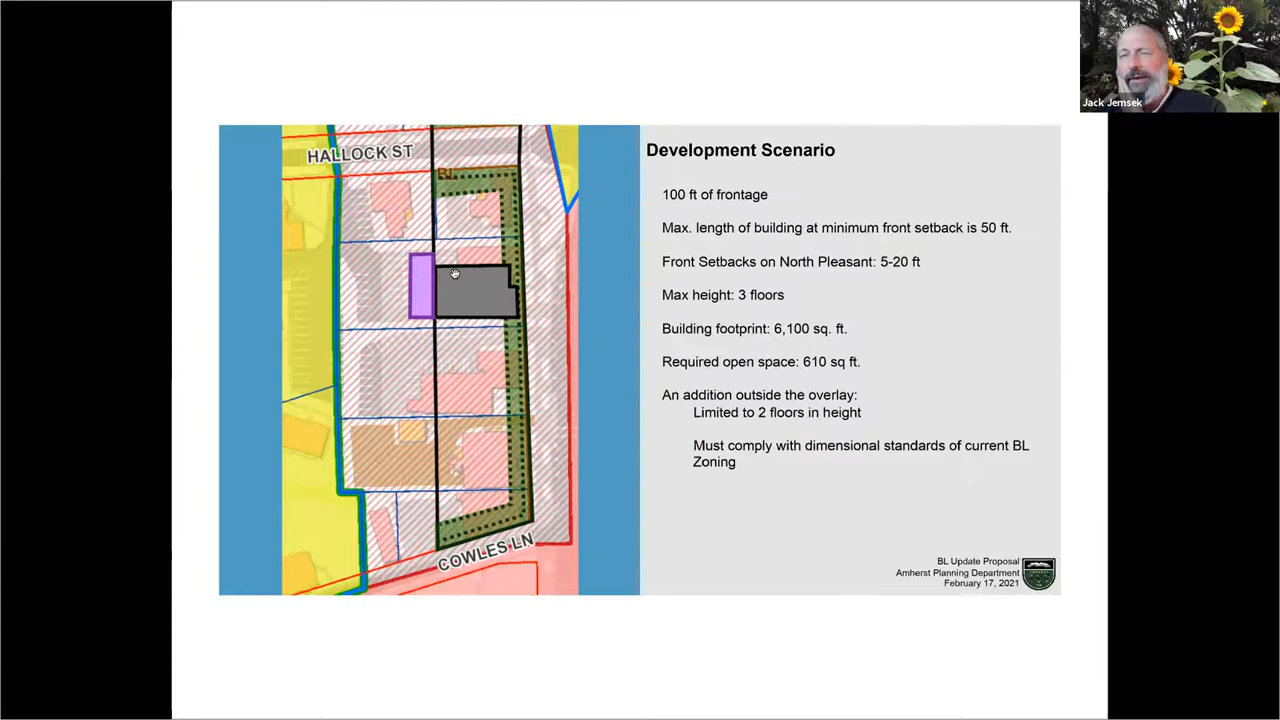 Jack Jemsek
HALLOCK ST
BL
COWLES LN
Development Scenario
100 ft of frontage
Max. length of building at minimum front setback is 50 ft.
Front Setbacks on North Pleasant: 5-20 ft
Max height: 3 floors
Building footprint: 6,100 sq. ft.
Required open space: 610 sq ft.
An addition outside the overlay:
Limited to 2 floors in height
Must comply with dimensional standards of current BL
Zoning
BL Update Proposal
Amherst Planning Department
February 17, 2021